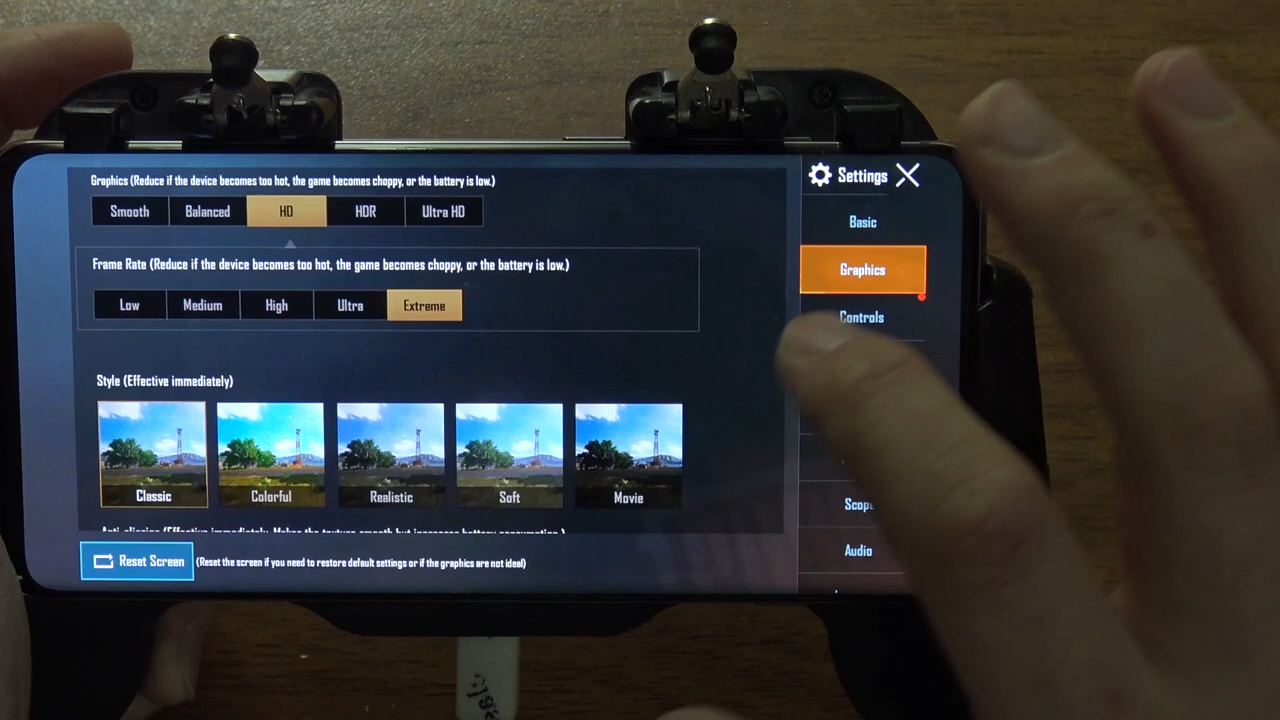 Graphics (Reduce if the device becomes too hot, the game becomes choppy, or the battery is low.)
Smooth Balanced HD HDR Ultra HD
Frame Rate (Reduce if the device becomes too hot, the game becomes choppy, or the battery is low.)
Low Medium High Ultra Extreme
Style (Effective immediately)
Classic Colorful Realistic Soft Movie
Reset Screen (Reset the screen if you need to restore default settings or if the graphics are not ideal)
Settings
Basic
Graphics
Controls
Audio